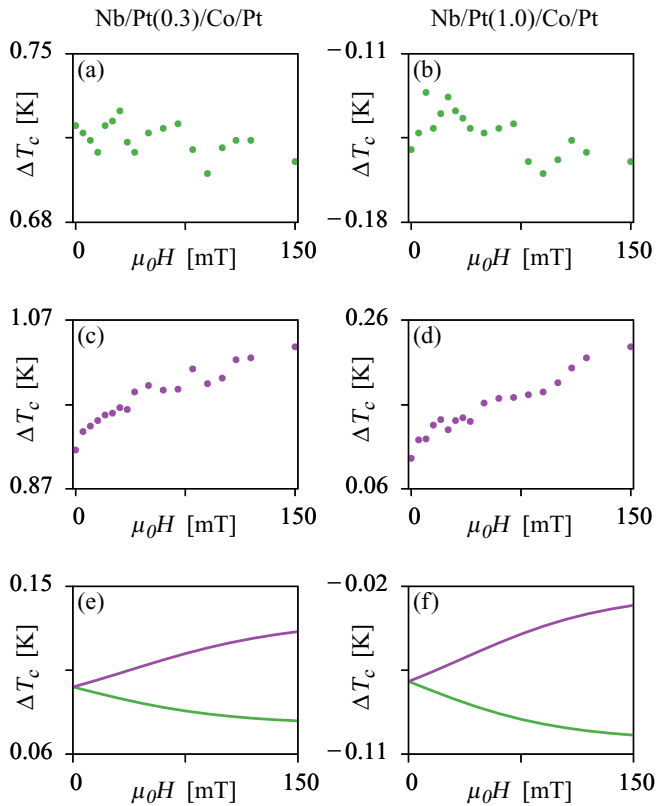 Nb/Pt(0.3)/Co/Pt Nb/Pt(1.0)/Co/Pt
0.75 (a) −0.11 (b)
ΔTc [K] ΔTc [K]
0.68 −0.18
0 150 0 150
μ0H [mT] μ0H [mT]
1.07 (c) 0.26 (d)
ΔTc [K] ΔTc [K]
0.87 0.06
0 150 0 150
μ0H [mT] μ0H [mT]
0.15 (e) −0.02 (f)
ΔTc [K] ΔTc [K]
0.06 −0.11
0 150 0 150
μ0H [mT] μ0H [mT]